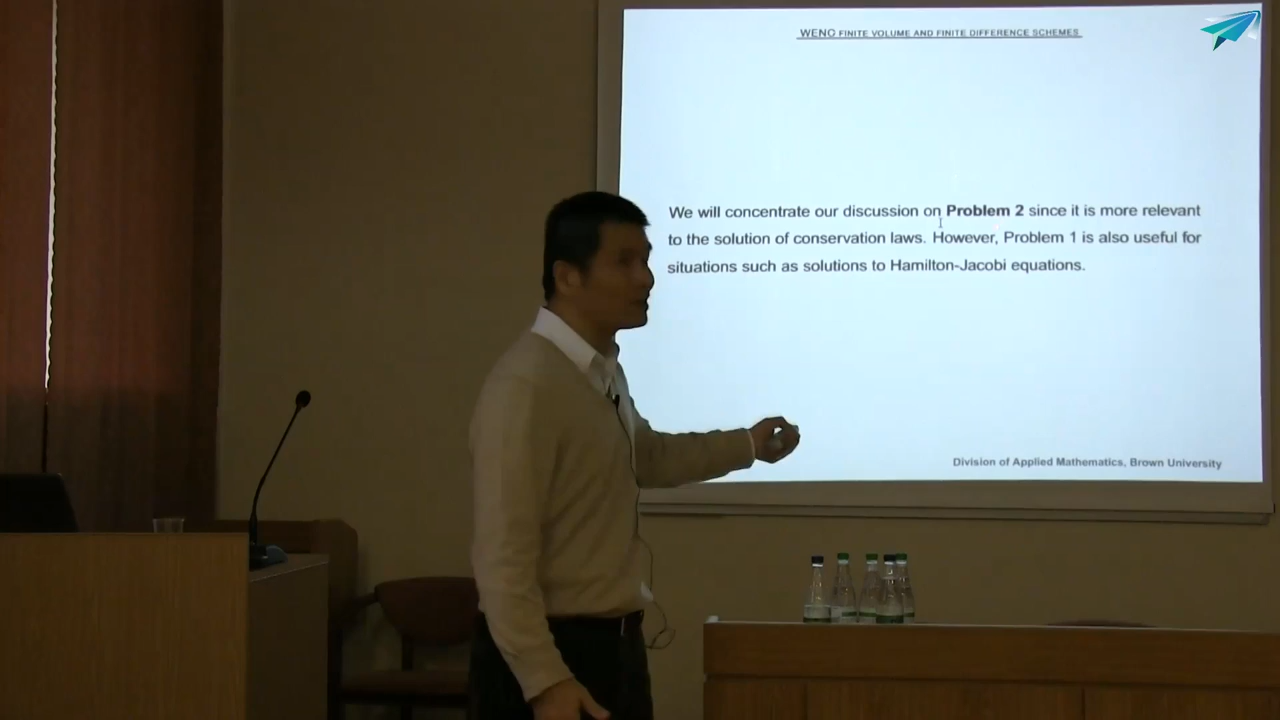 WENO FINITE VOLUME AND FINITE DIFFERENCE SCHEMES
We will concentrate our discussion on Problem 2 since it is more relevant
to the solution of conservation laws. However, Problem 1 is also useful for
situations such as solutions to Hamilton-Jacobi equations.
Division of Applied Mathematics, Brown University